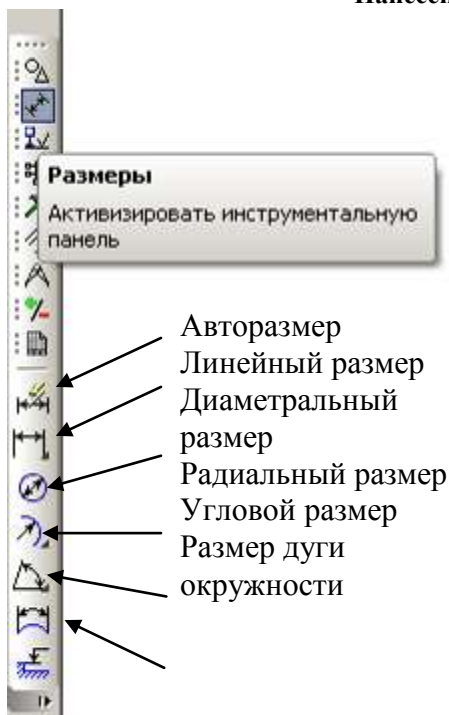 Размеры
Активизировать инструментальную
панель
Авторазмер
Линейный размер
Диаметральный
размер
Радиальный размер
Угловой размер
Размер дуги
окружности